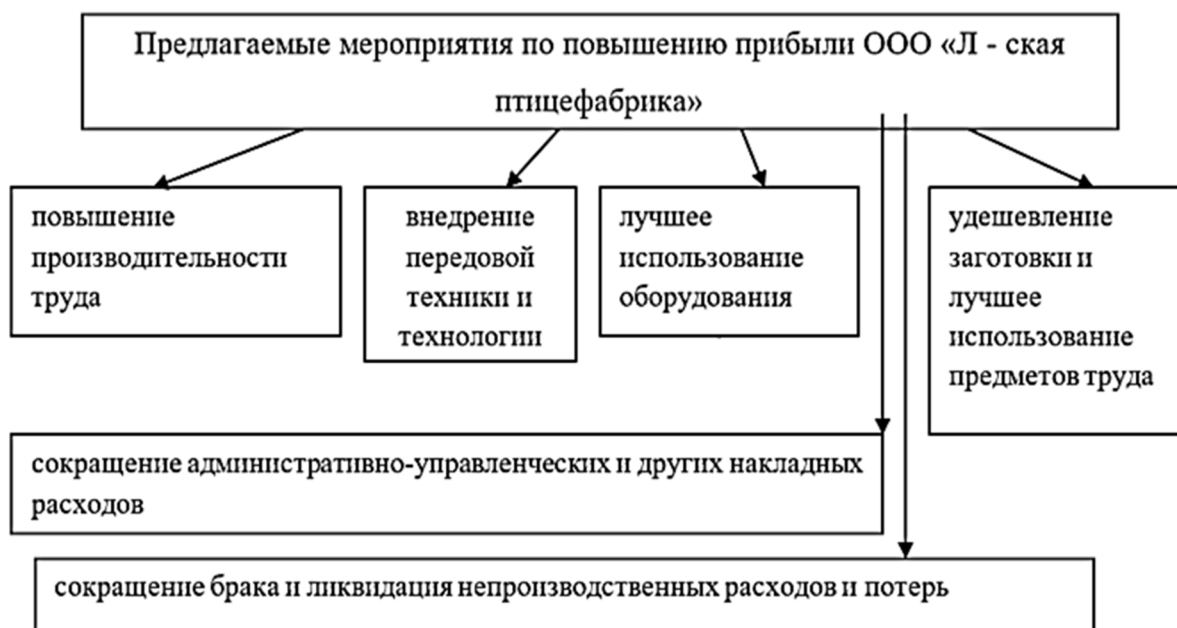 Предлагаемые мероприятия по повышению прибыли ООО «Л - ская
птицефабрика»
повышение
производительности
труда
внедрение
передовой
техники и
технологии
лучшее
использование
оборудования
удешевление
заготовки и
лучшее
использование
предметов труда
сокращение административно-управленческих и других накладных
расходов
сокращение брака и ликвидация непроизводственных расходов и потерь